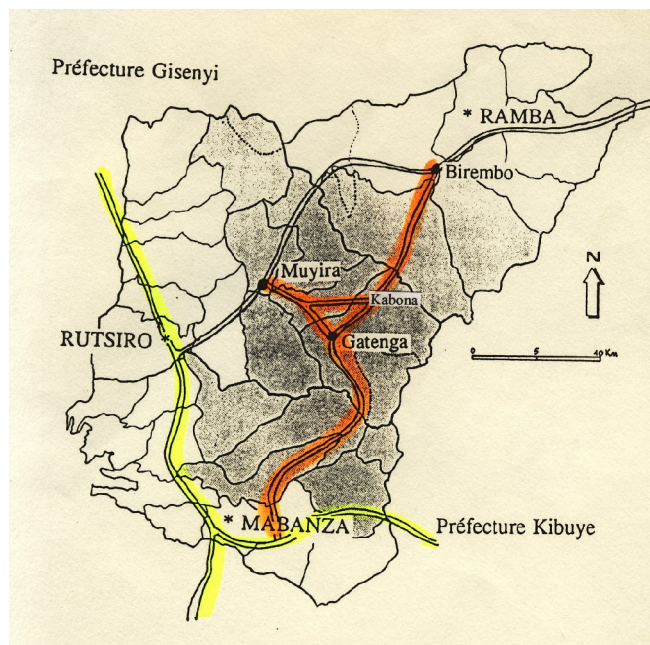 Préfecture Gisenyi
* RAMBA
Birembo
N
Muyira
Kabona
RUTSIRO *
Gatenga
0 5 10 Km
* MABANZA
Préfecture Kibuye